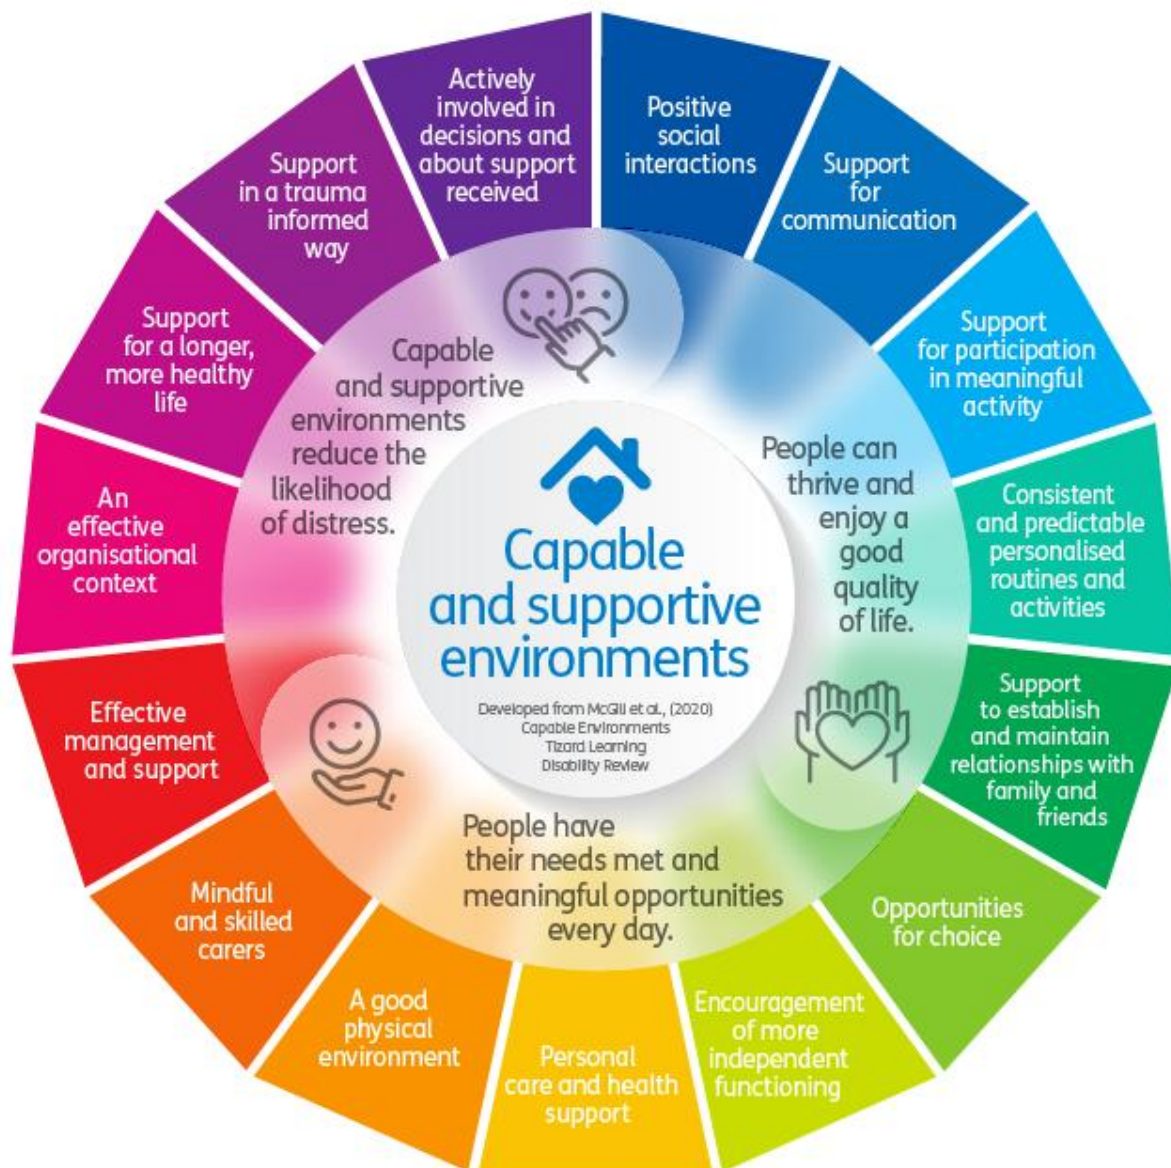 Capable
and supportive
environments
Developed from McGill et al., (2020)
Capable Environments
Tizard Learning
Disability Review
Capable
and supportive
environments
reduce the
likelihood
of distress.
People can
thrive and
enjoy a
good
quality
of life.
People have
their needs met and
meaningful opportunities
every day.
Positive
social
interactions
Support
for
communication
Support
for participation
in meaningful
activity
Consistent
and predictable
personalised
routines and
activities
Support
to establish
and maintain
relationships with
family and
friends
Opportunities
for choice
Encouragement
of more
independent
functioning
Personal
care and health
support
A good
physical
environment
Mindful
and skilled
carers
Effective
management
and support
An
effective
organisational
context
Support
for a longer,
more healthy
life
Support
in a trauma
informed
way
Actively
involved in
decisions and
about support
received